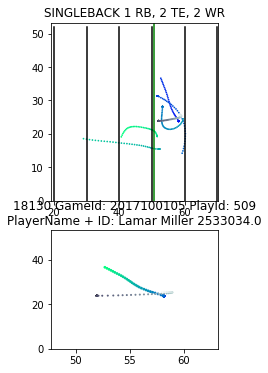 SINGLEBACK 1 RB, 2 TE, 2 WR
50
40
30
20
10
0
20 40 60
18130 GameId: 2017100105 PlayId: 509
PlayerName + ID: Lamar Miller 2533034.0
40
20
0
50 55 60